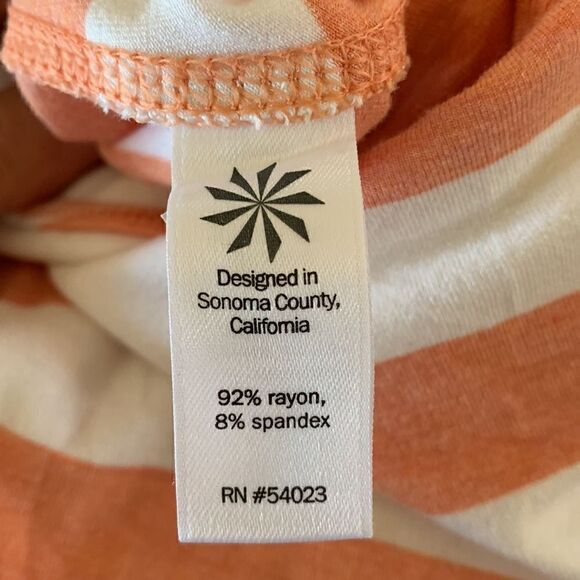 Designed in
Sonoma County,
California
92% rayon,
8% spandex
RN #54023